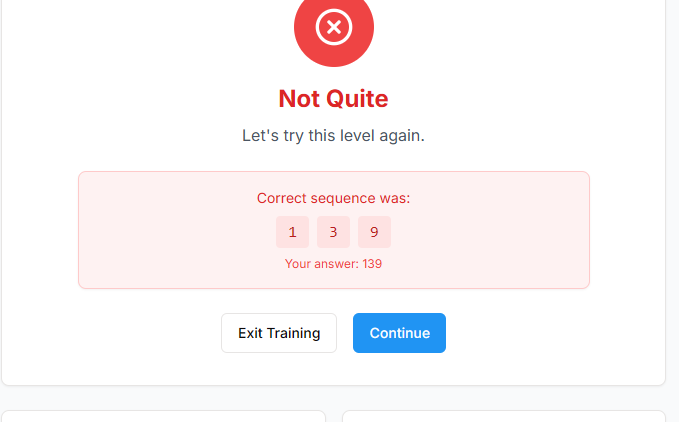 Not Quite
Let's try this level again.
Correct sequence was:
1 3 9
Your answer: 139
Exit Training Continue